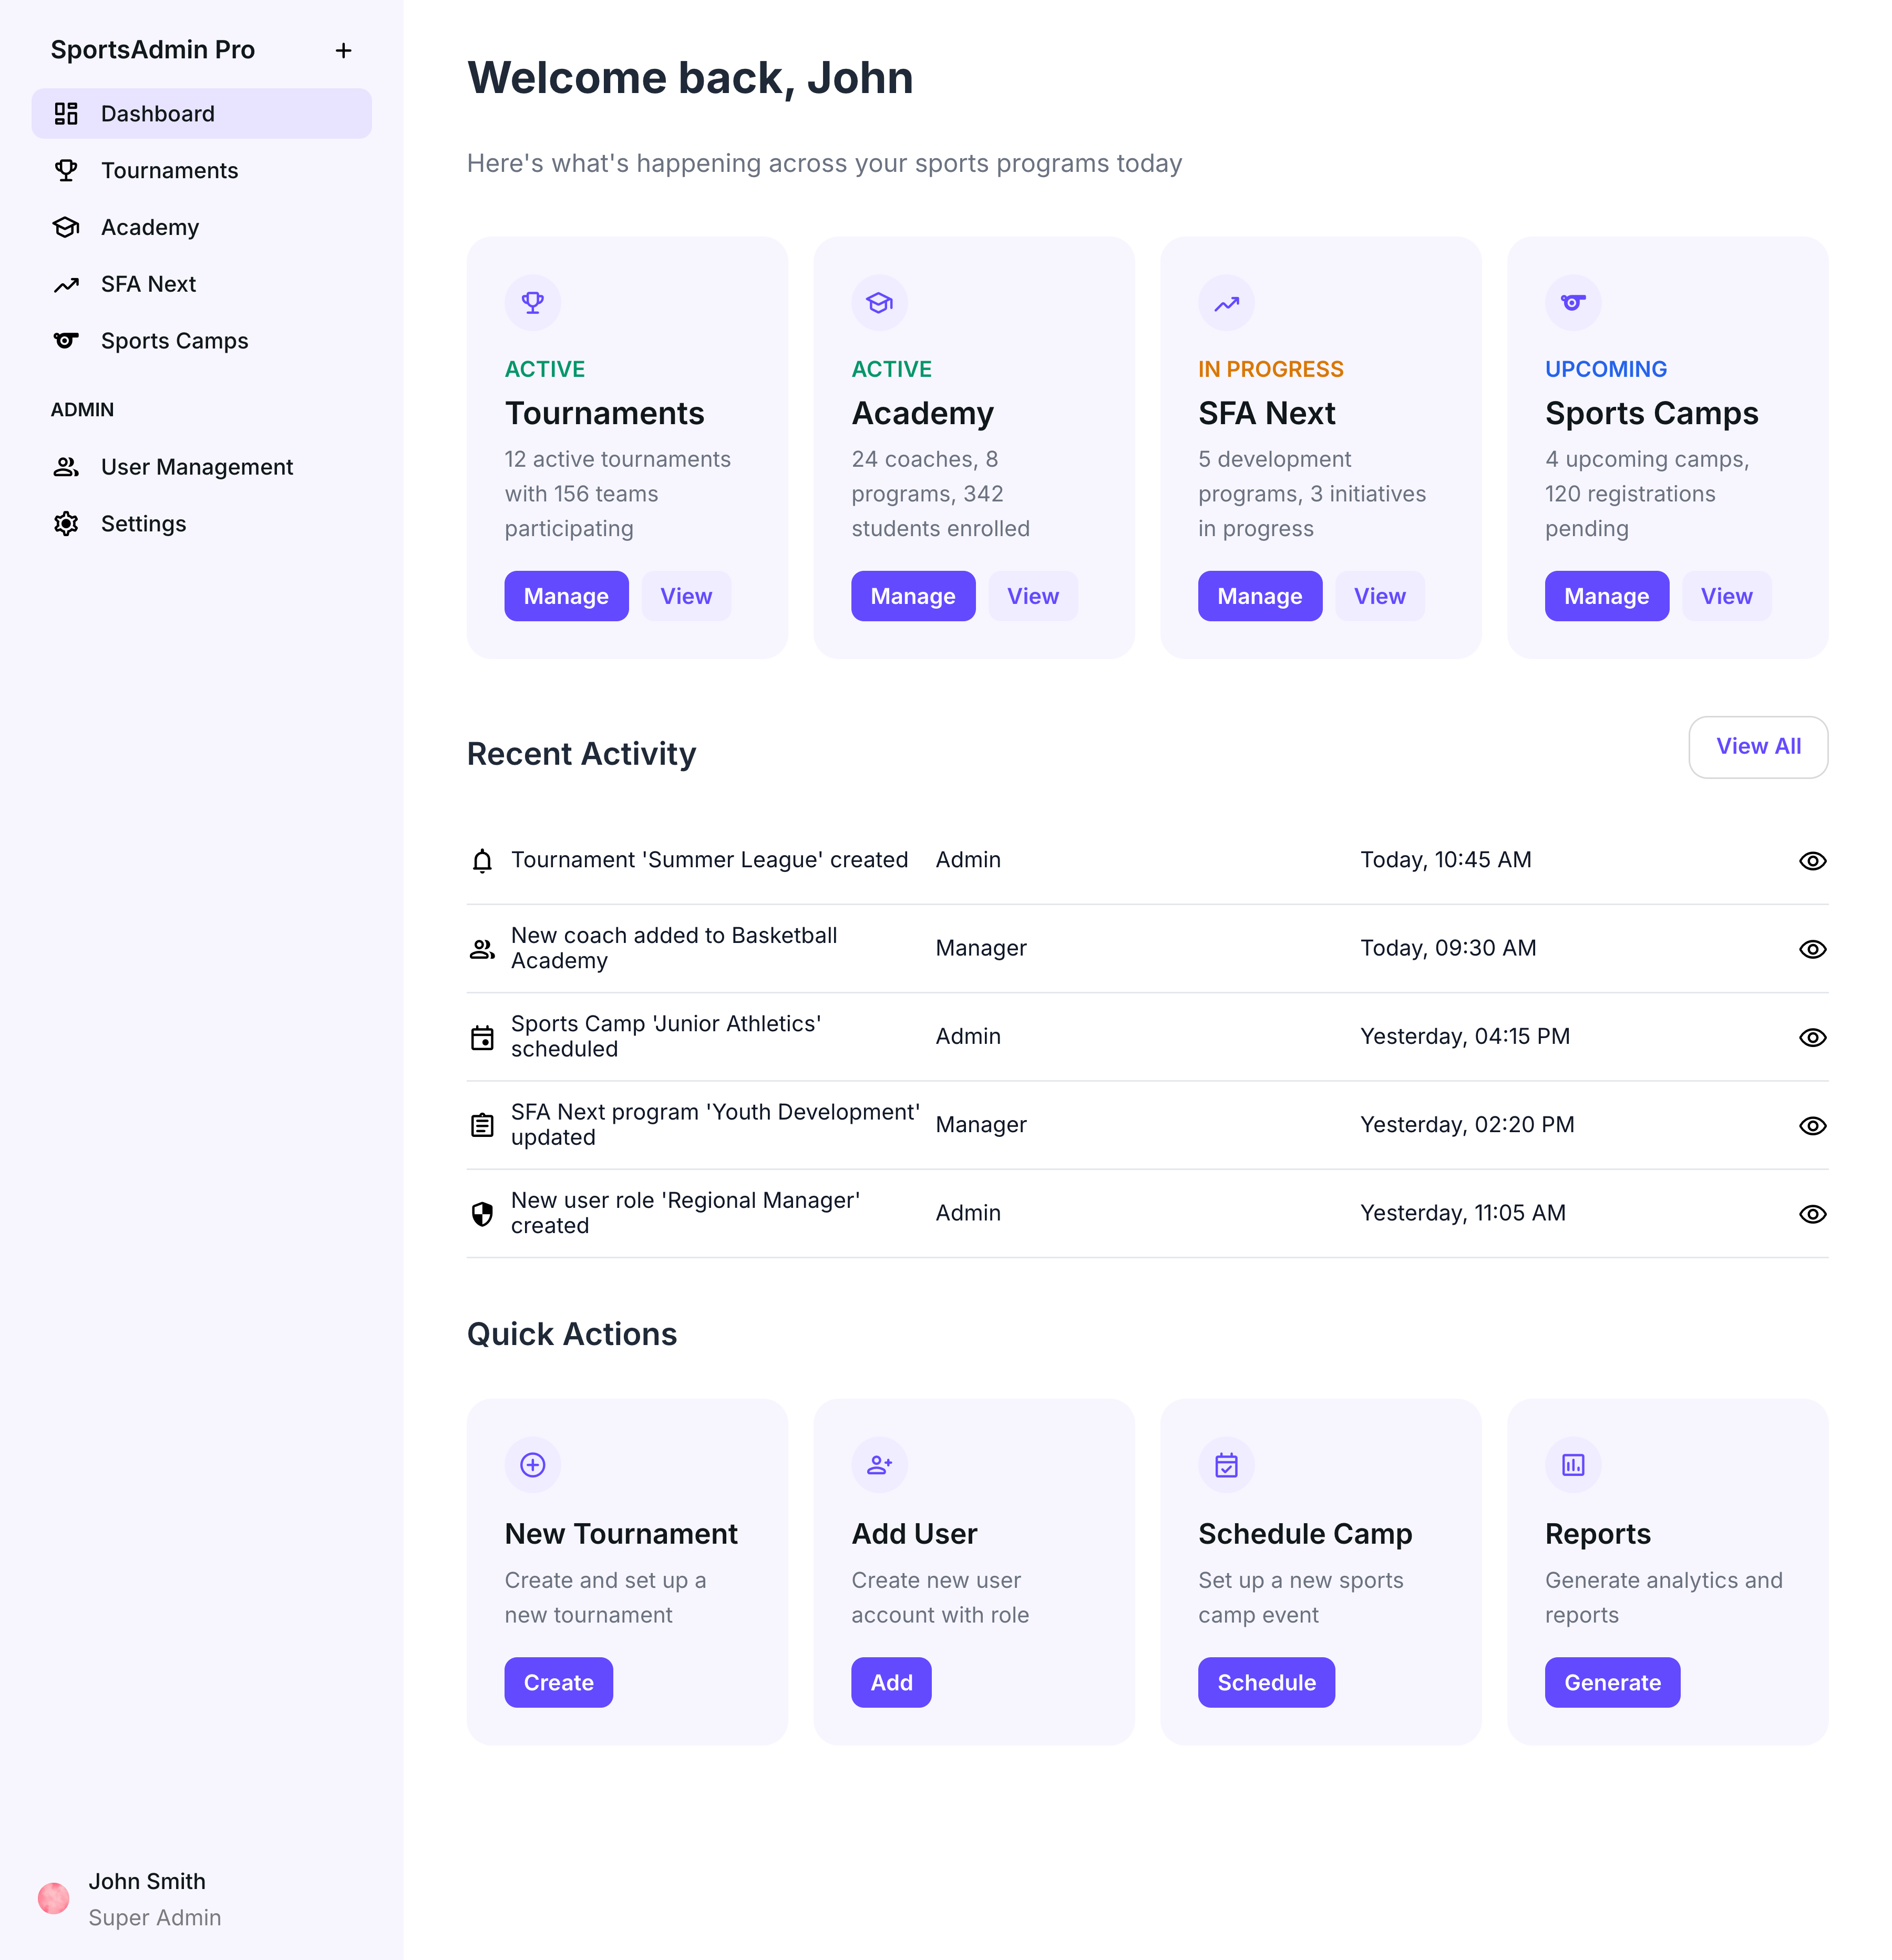 SportsAdmin Pro
Dashboard
Tournaments
Academy
SFA Next
Sports Camps
ADMIN
User Management
Settings
John Smith
Super Admin
Welcome back, John
Here's what's happening across your sports programs today
ACTIVE
Tournaments
12 active tournaments
with 156 teams
participating
Manage View
ACTIVE
Academy
24 coaches, 8
programs, 342
students enrolled
Manage View
IN PROGRESS
SFA Next
5 development
programs, 3 initiatives
in progress
Manage View
UPCOMING
Sports Camps
4 upcoming camps,
120 registrations
pending
Manage View
Recent Activity
View All
Tournament 'Summer League' created Admin Today, 10:45 AM
New coach added to Basketball
Academy
Manager Today, 09:30 AM
Sports Camp 'Junior Athletics'
scheduled
Admin Yesterday, 04:15 PM
SFA Next program 'Youth Development'
updated
Manager Yesterday, 02:20 PM
New user role 'Regional Manager'
created
Admin Yesterday, 11:05 AM
Quick Actions
New Tournament
Create and set up a
new tournament
Create
Add User
Create new user
account with role
Add
Schedule Camp
Set up a new sports
camp event
Schedule
Reports
Generate analytics and
reports
Generate